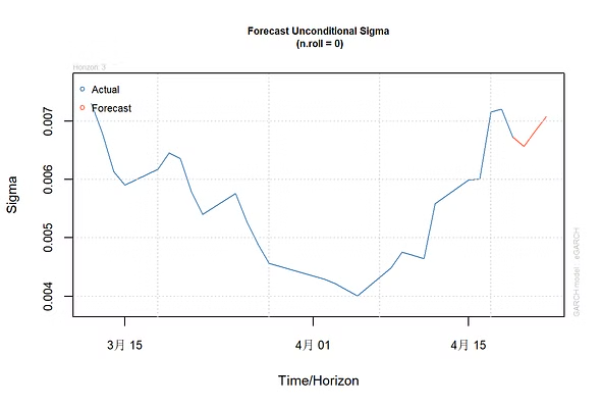 Forecast Unconditional Sigma
(n.roll = 0)
Horizon: 3
Actual
Forecast
0.007
0.006
0.005
0.004
Sigma
3月 15
4月 01
4月 15
Time/Horizon
GARCH model : eGARCH